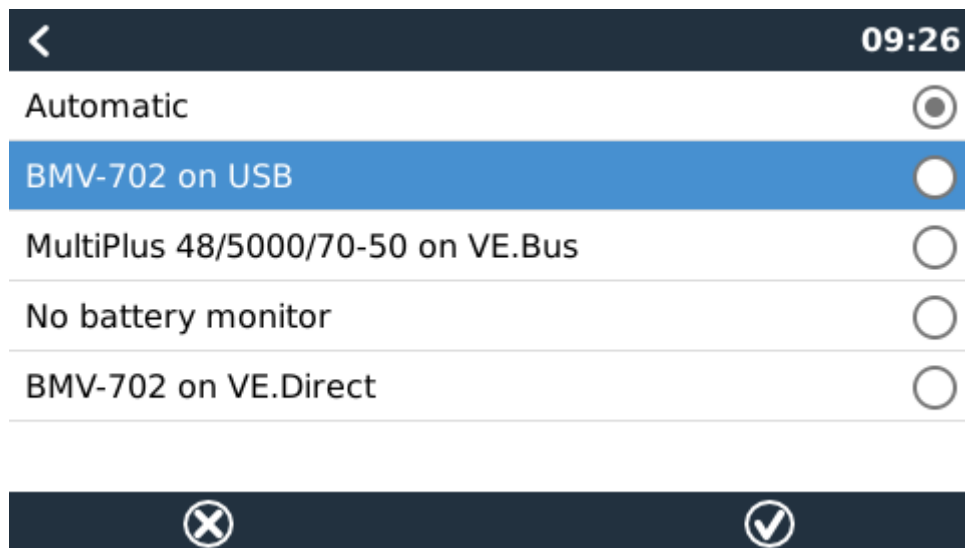 09:26
Automatic
BMV-702 on USB
MultiPlus 48/5000/70-50 on VE.Bus
No battery monitor
BMV-702 on VE.Direct